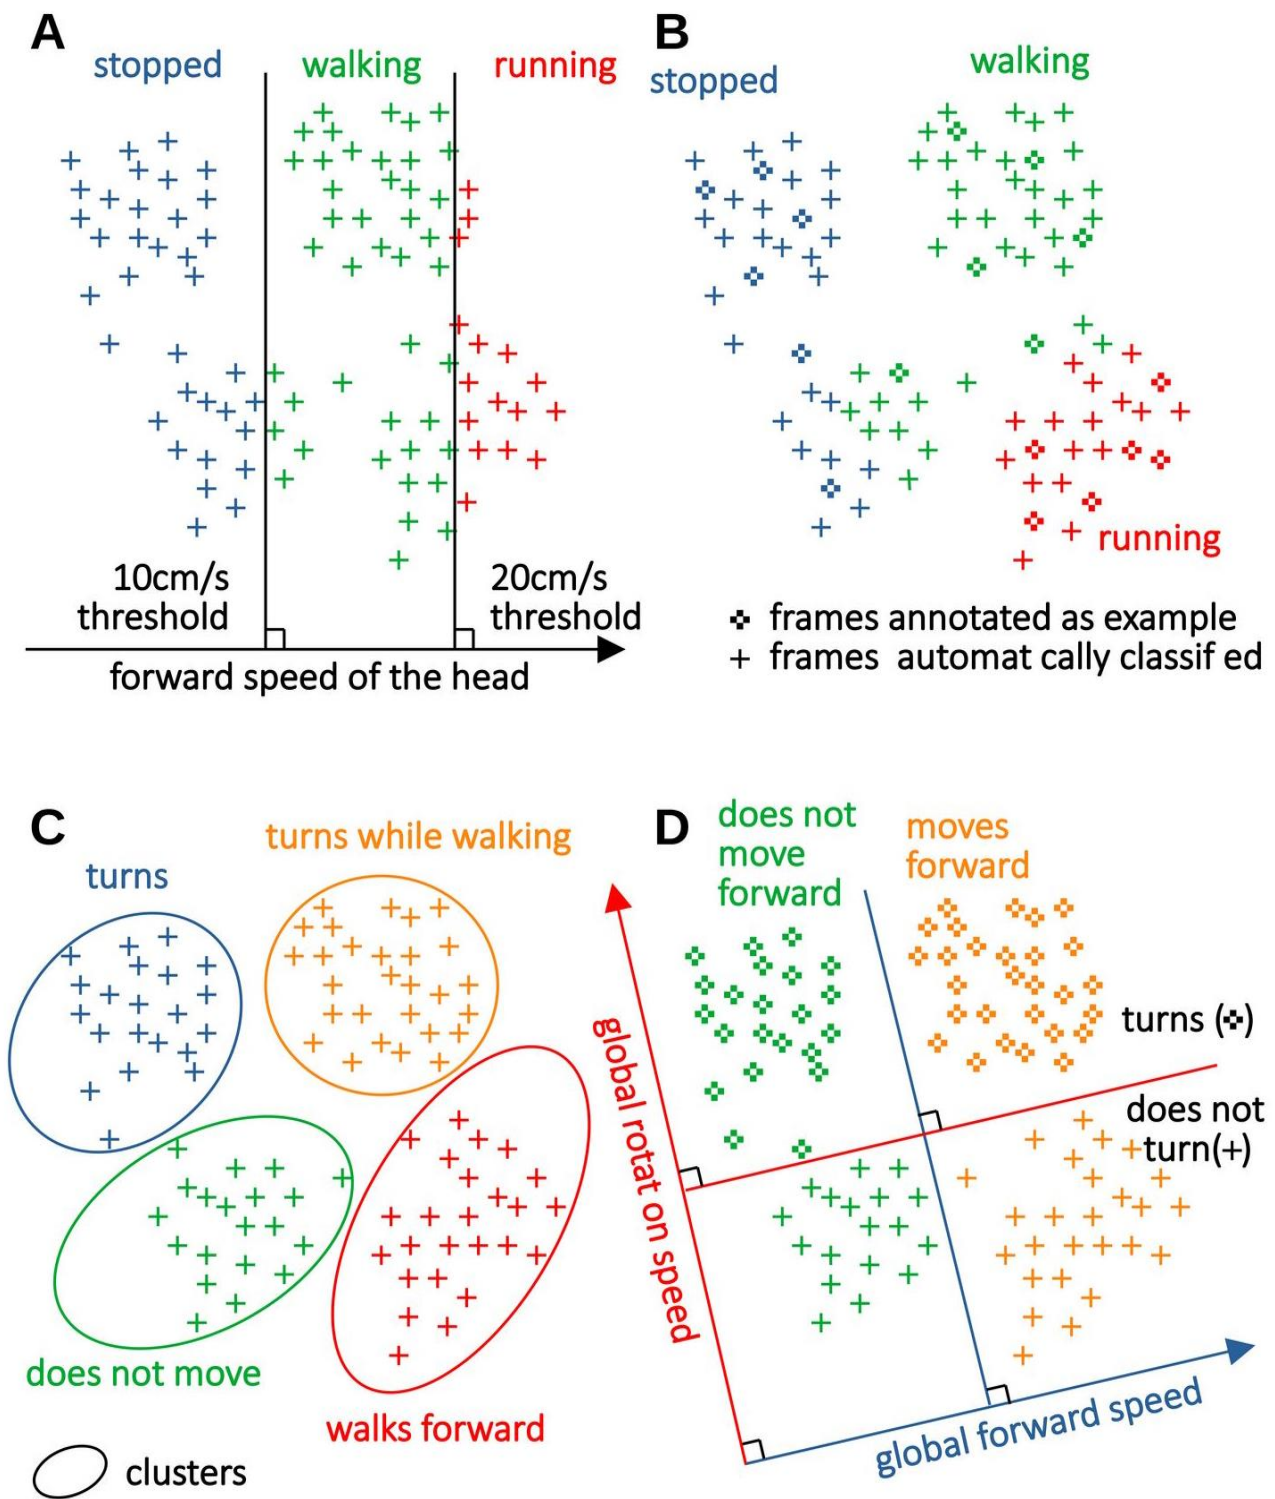 A
stopped
walking
running
10cm/s
threshold
20cm/s
threshold
forward speed of the head
B
stopped
walking
running
frames annotated as example
frames automat cally classif ed
C
turns
turns while walking
does not move
walks forward
clusters
D
does not
move
forward
moves
forward
turns ( )
does not
turn(+)
global rotat on speed
global forward speed